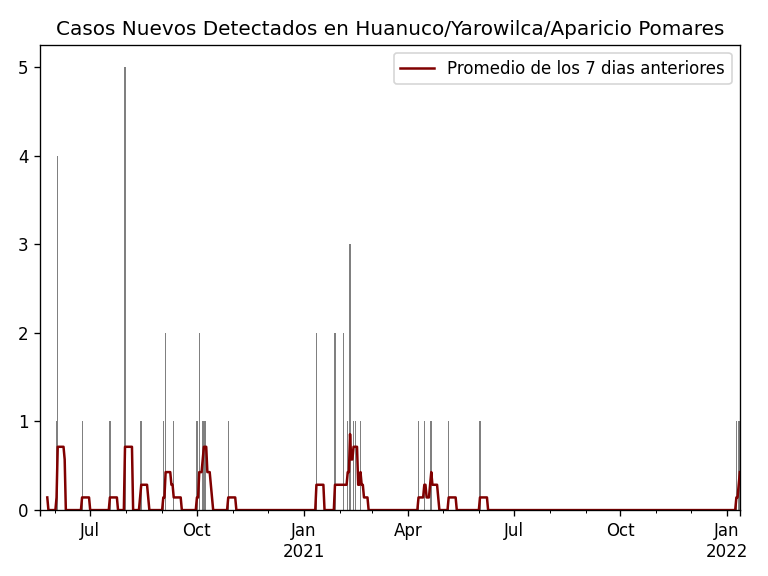 Casos Nuevos Detectados en Huanuco/Yarowilca/Aparicio Pomares
Promedio de los 7 dias anteriores
5
4
3
2
1
0
Jul
Oct
Jan
2021
Apr
Jul
Oct
Jan
2022